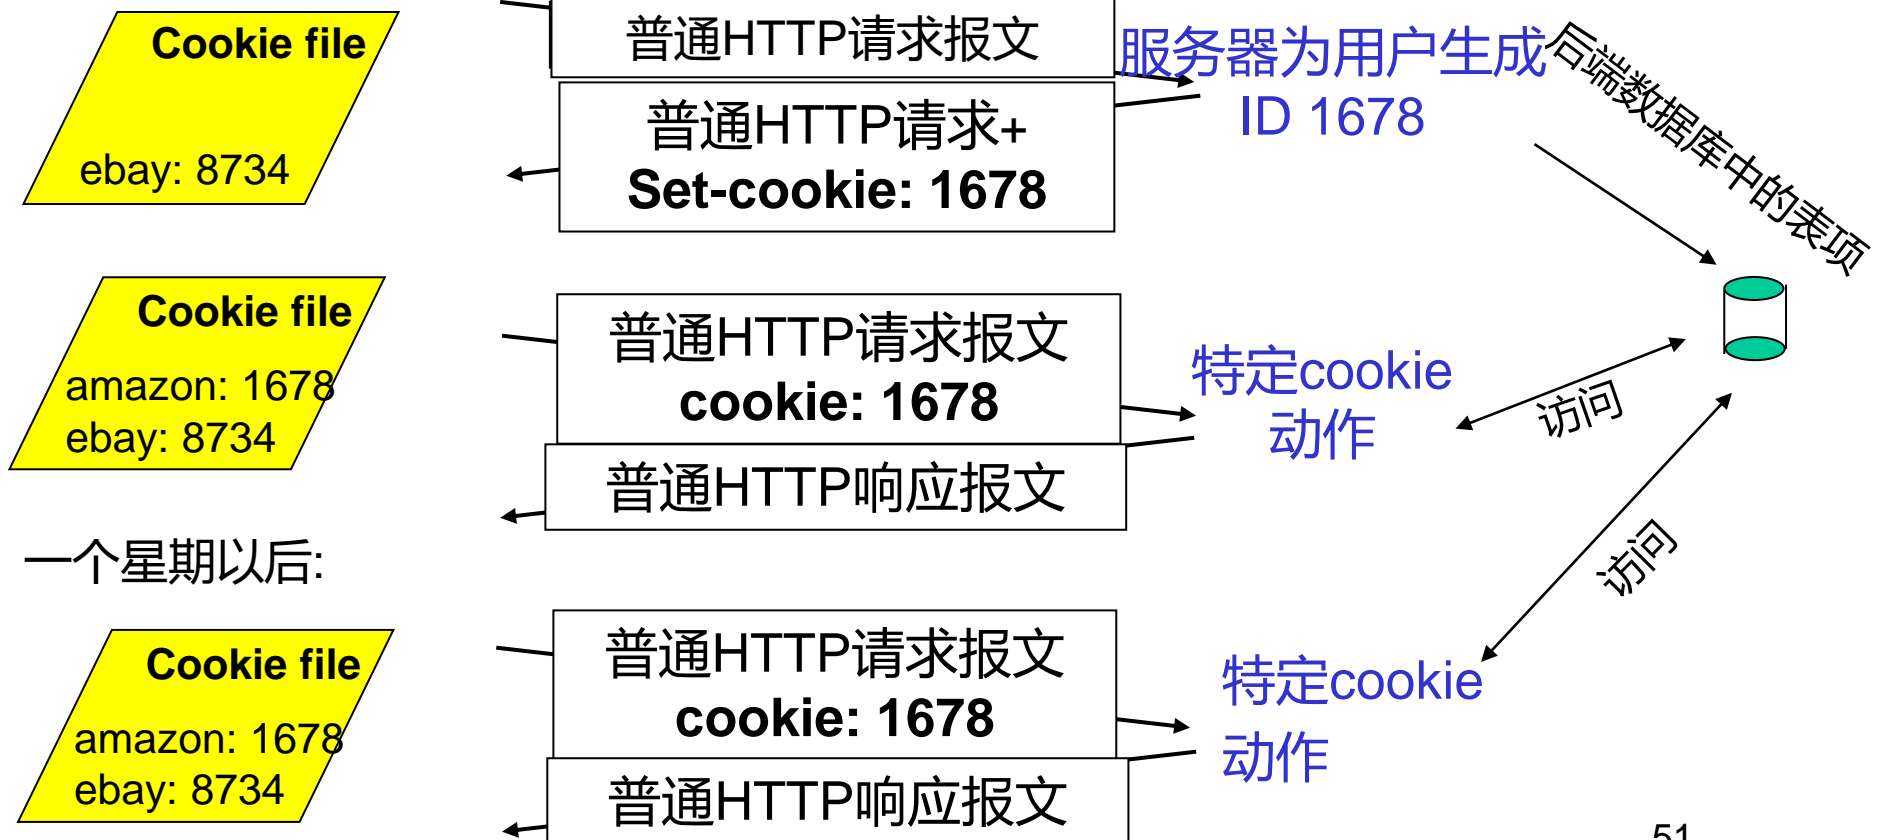 Cookie file
ebay: 8734
普通HTTP请求报文
普通HTTP请求+
Set-cookie: 1678
服务器为用户生成
ID 1678
后端数据库中的表项
Cookie file
amazon: 1678
ebay: 8734
普通HTTP请求报文
cookie: 1678
普通HTTP响应报文
特定cookie
动作
访问
一个星期以后:
访问
Cookie file
amazon: 1678
ebay: 8734
普通HTTP请求报文
cookie: 1678
普通HTTP响应报文
特定cookie
动作
51